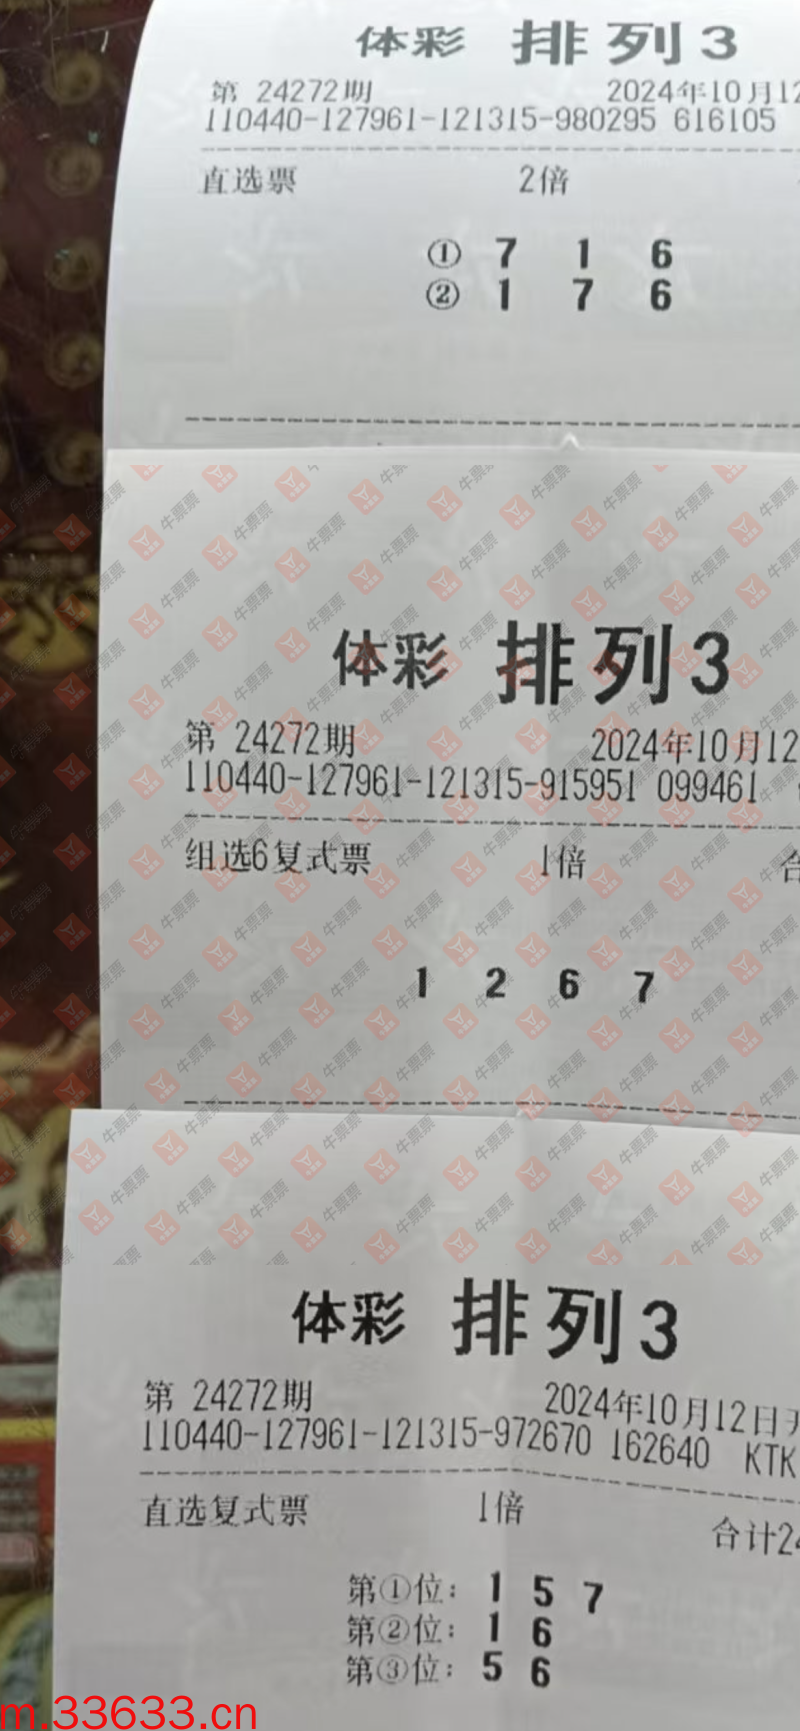 体彩 排列3
第 24272期 2024年10月12
110440-127961-121315-980295 616105
直选票 2倍
① 7 1 6
② 1 7 6
体彩 排列3
第 24272期 2024年10月12
110440-127961-121315-915951 099461
组选6复式票 1倍 合
1 2 6 7
体彩 排列3
第 24272期 2024年10月12日开
110440-127961-121315-972670 162640 KTK
直选复式票 1倍 合计24
第①位: 1 5 7
第②位: 1 6
第③位: 5 6
m.33633.cn
牛票票